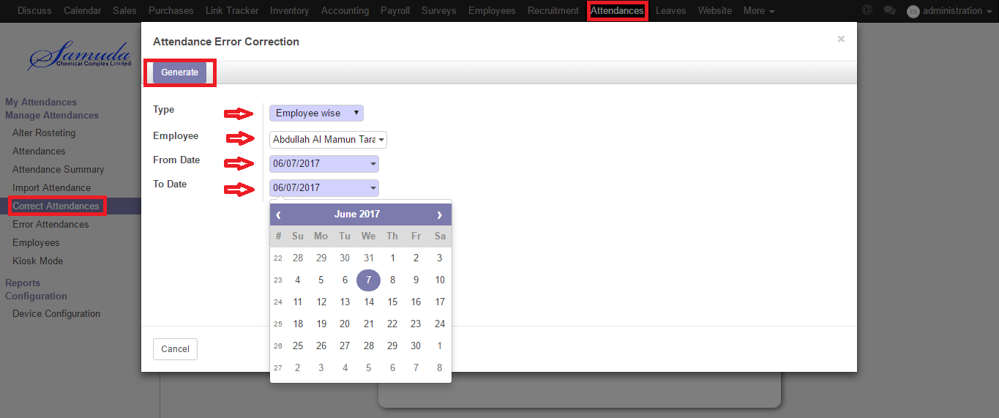 Discuss Calendar Sales Purchases Link Tracker Inventory Accounting Payroll Surveys Employees Recruitment Attendances Leaves Website More @ administration
Samuda
Chemical Complex Limited
My Attendances
Manage Attendances
Alter Rosteting
Attendances
Attendance Summary
Import Attendance
Correct Attendances
Error Attendances
Employees
Kiosk Mode
Reports
Configuration
Device Configuration
Attendance Error Correction ×
Generate
Type Employee wise
Employee Abdullah Al Mamun Tara
From Date 06/07/2017
To Date 06/07/2017
‹ June 2017 ›
# Su Mo Tu We Th Fr Sa
22 28 29 30 31 1 2 3
23 4 5 6 7 8 9 10
24 11 12 13 14 15 16 17
25 18 19 20 21 22 23 24
26 25 26 27 28 29 30 1
27 2 3 4 5 6 7 8
Cancel